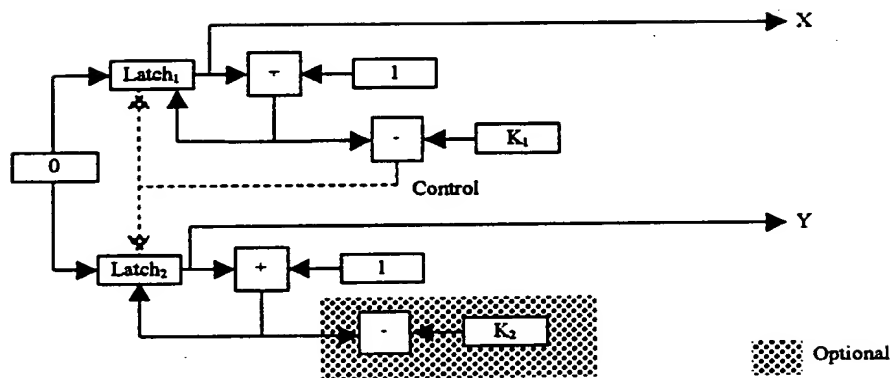 X
Latch₁
+
1
-
K₁
0
Control
Y
Latch₂
+
1
-
K₂
Optional